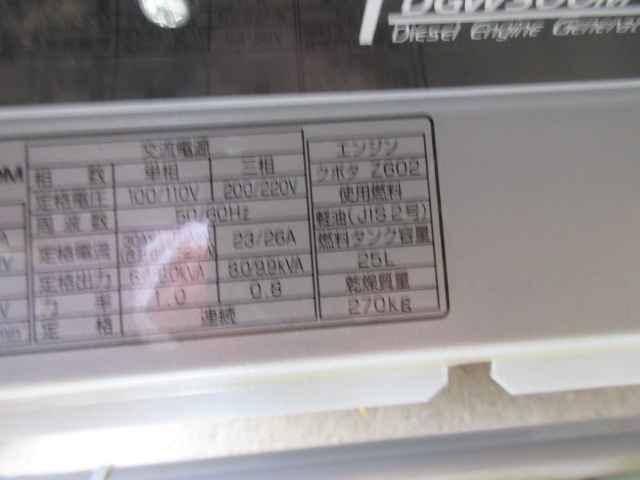 Diesel Engine Generator
交流電源
相数 単相 三相
定格電圧 100/110V 200/220V
周波数 50/60Hz
定格電流 23/26A
定格出力 8.0/9.9kVA
力率 1.0 0.8
定格 連続
エンジン
クボタ Z602
使用燃料
軽油(JIS2号)
燃料タンク容量
25L
乾燥質量
270kg